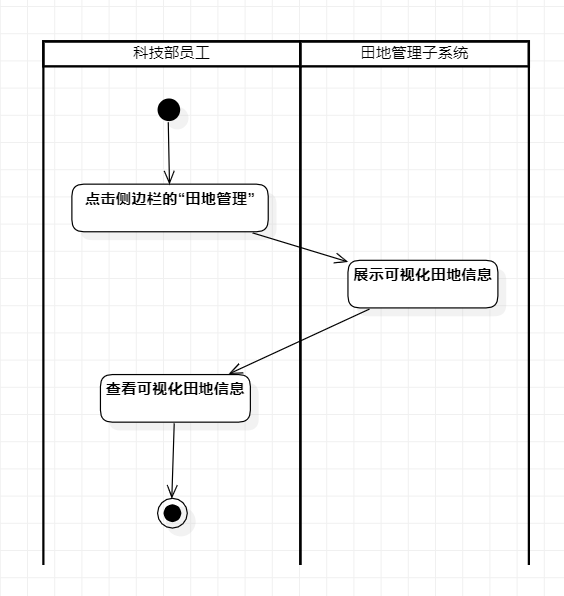 科技部员工
田地管理子系统
点击侧边栏的“田地管理”
展示可视化田地信息
查看可视化田地信息